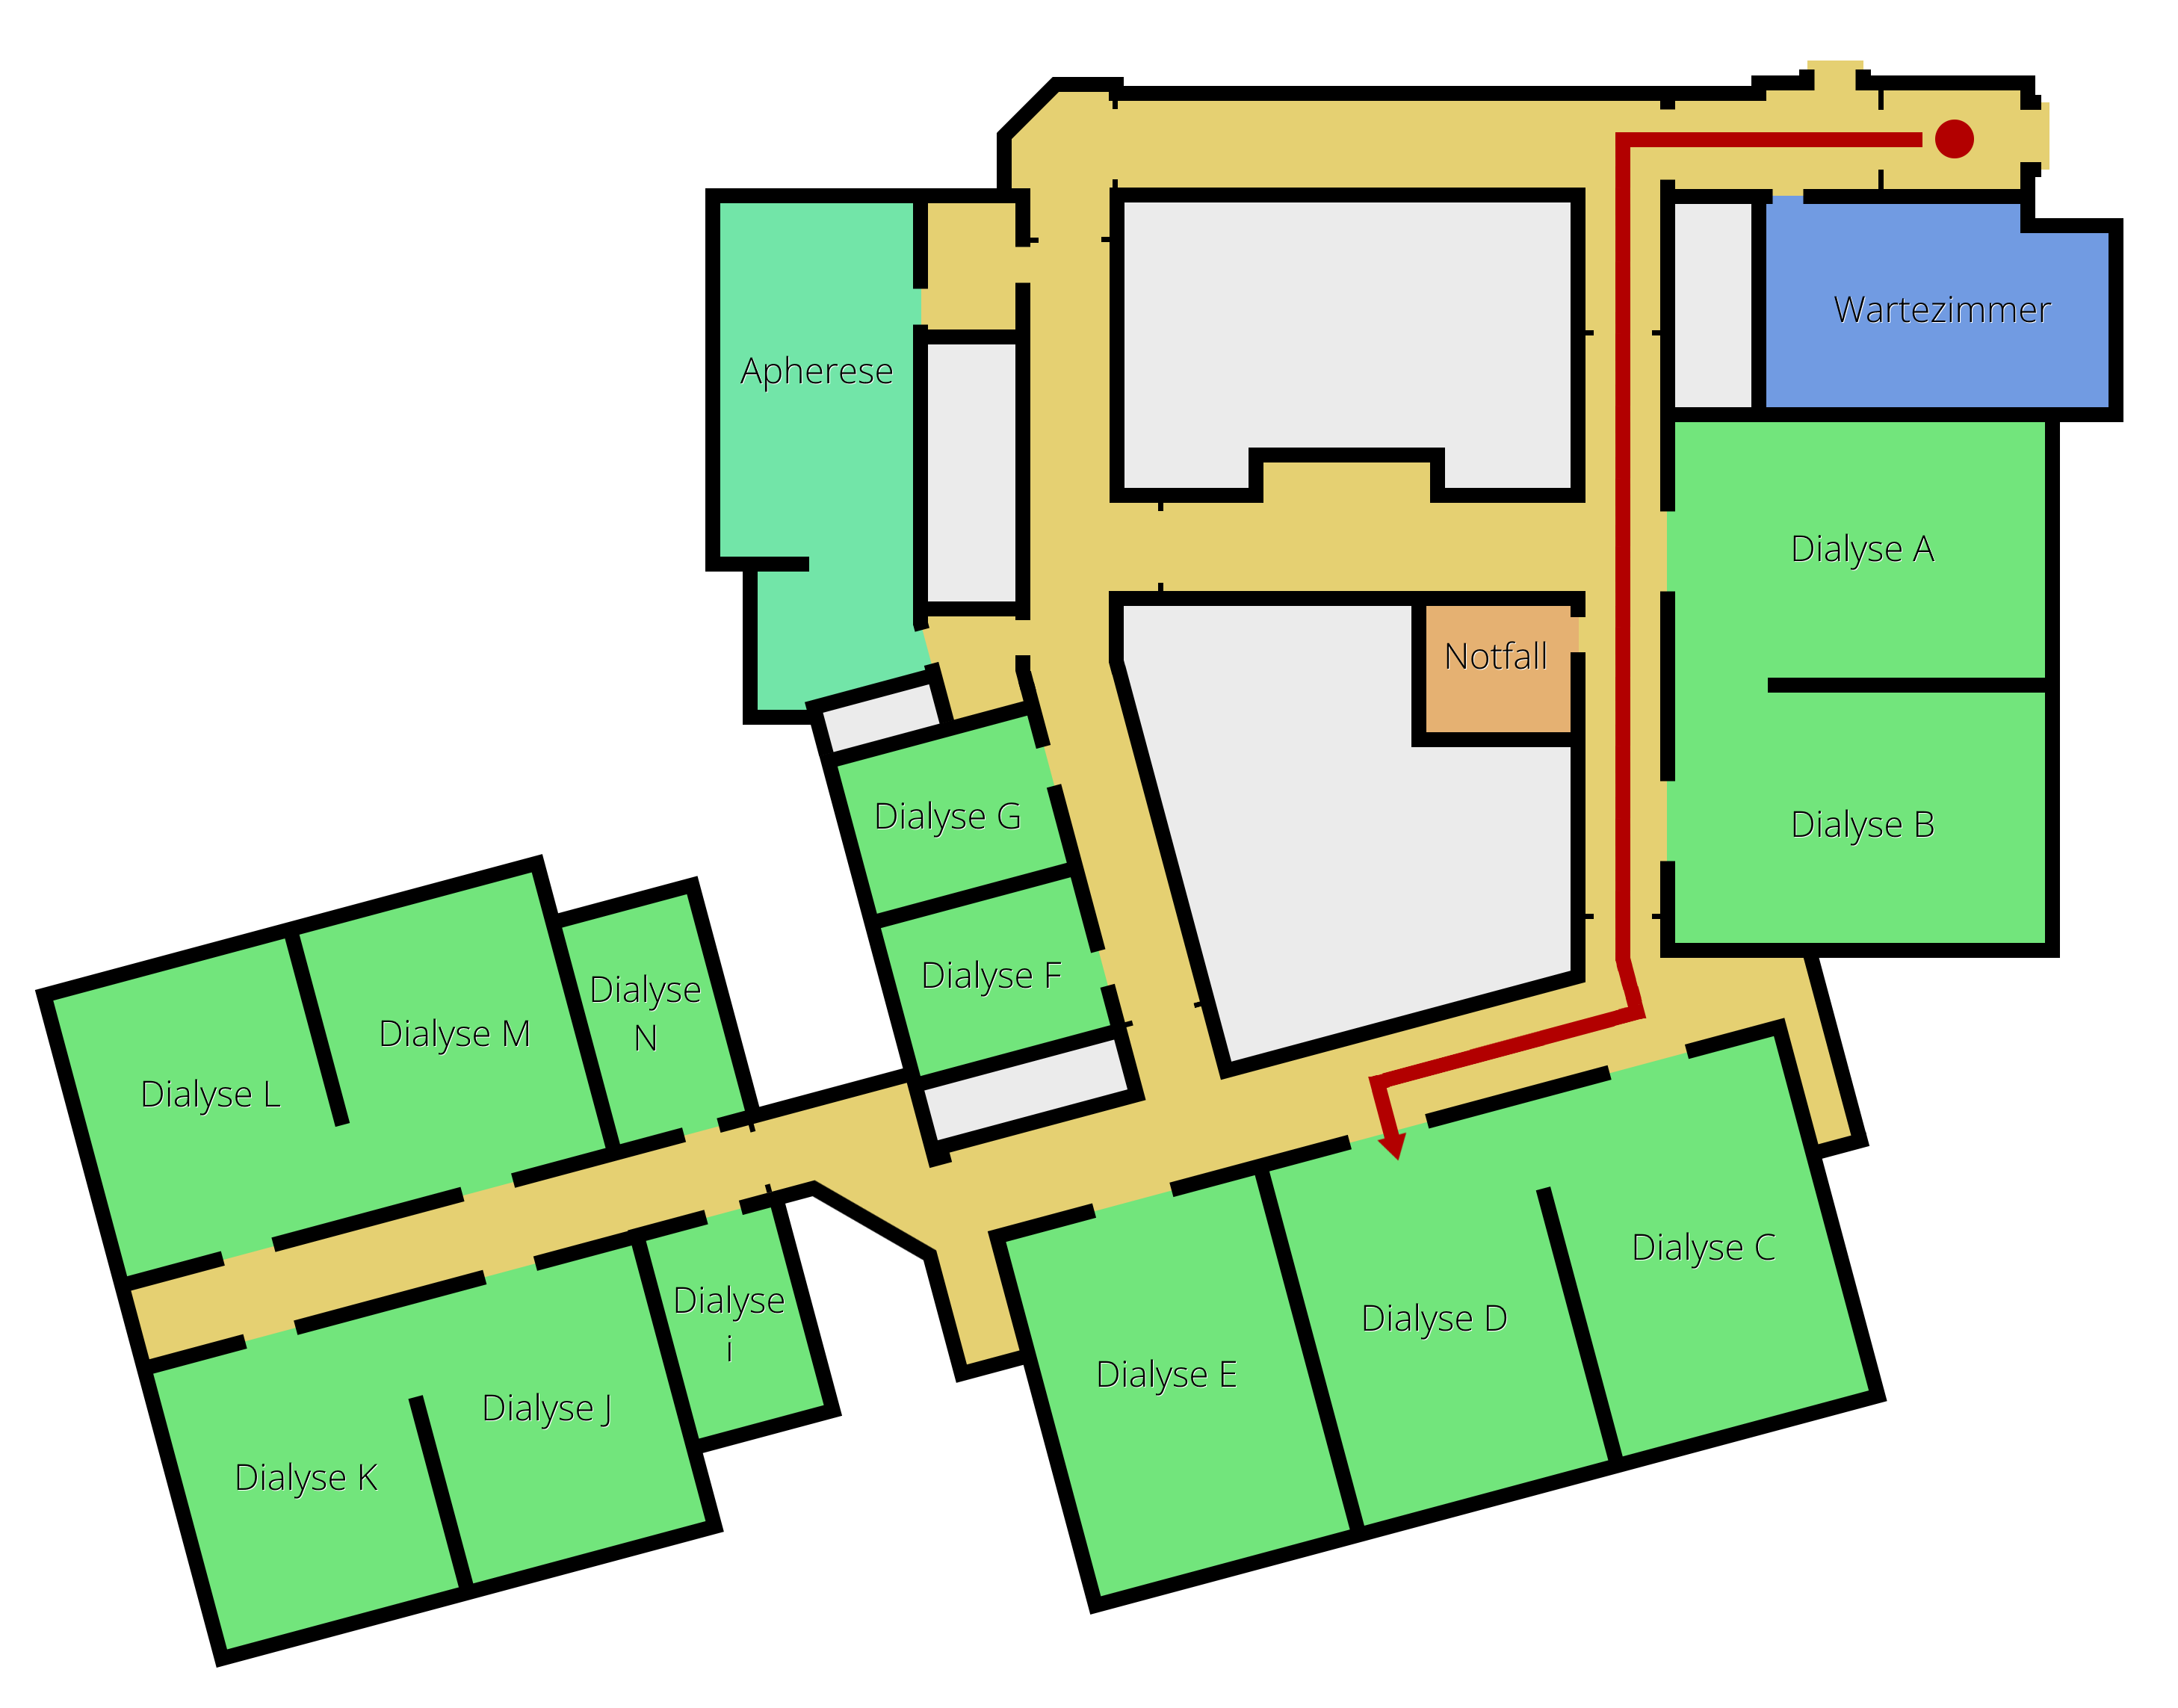 Wartezimmer
Apherese
Dialyse A
Notfall
Dialyse G
Dialyse B
Dialyse F
Dialyse
N
Dialyse M
Dialyse L
Dialyse C
Dialyse
i
Dialyse D
Dialyse E
Dialyse J
Dialyse K